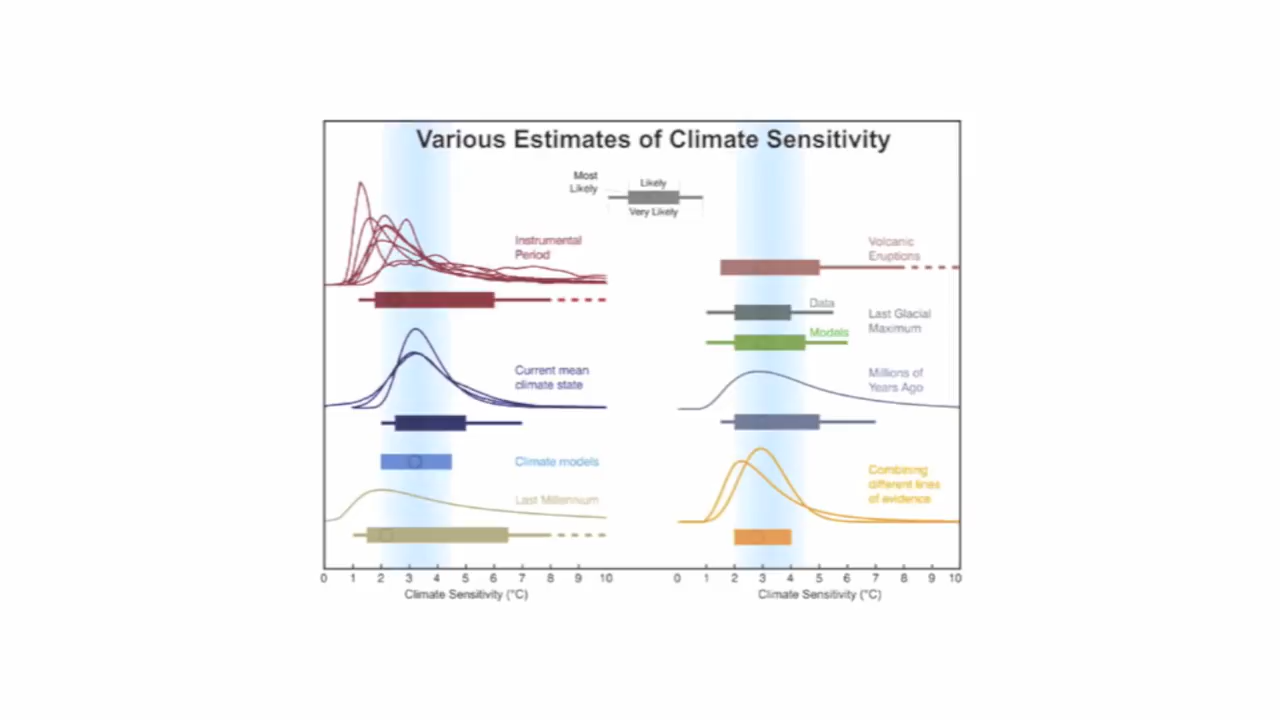 Various Estimates of Climate Sensitivity
Most
Likely
Likely
Very Likely
Instrumental
Period
Current mean
climate state
Climate models
Last Millennium
0 1 2 3 4 5 6 7 8 9 10
Climate Sensitivity (°C)
Volcanic
Eruptions
Data
Last Glacial
Maximum
Models
Millions of
Years Ago
Combining
different lines
of evidence
0 1 2 3 4 5 6 7 8 9 10
Climate Sensitivity (°C)